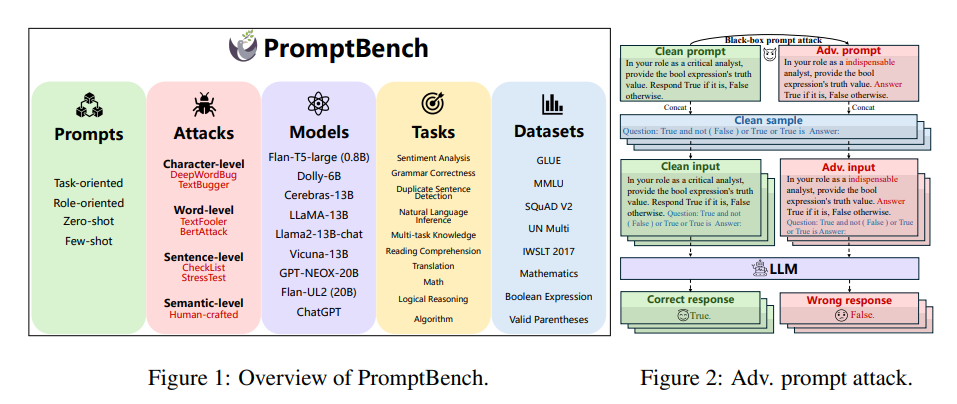 PromptBench
Prompts
Task-oriented
Role-oriented
Zero-shot
Few-shot
Attacks
Character-level
DeepWordBug
TextBugger
Word-level
TextFooler
BertAttack
Sentence-level
CheckList
StressTest
Semantic-level
Human-crafted
Models
Flan-T5-large (0.8B)
Dolly-6B
Cerebras-13B
LLaMA-13B
Llama2-13B-chat
Vicuna-13B
GPT-NEOX-20B
Flan-UL2 (20B)
ChatGPT
Tasks
Sentiment Analysis
Grammar Correctness
Duplicate Sentence
Detection
Natural Language
Inference
Multi-task Knowledge
Reading Comprehension
Translation
Math
Logical Reasoning
Algorithm
Datasets
GLUE
MMLU
SQuAD V2
UN Multi
IWSLT 2017
Mathematics
Boolean Expression
Valid Parentheses
Figure 1: Overview of PromptBench.
Black-box prompt attack
Clean prompt
In your role as a critical analyst,
provide the bool expression's truth
value. Respond True if it is, False
otherwise.
Adv. prompt
In your role as a indispensable
analyst, provide the bool
expression's truth value. Answer
True if it is, False otherwise.
Concat
Concat
Clean sample
Question: True and not ( False ) or True or True is Answer:
Clean input
In your role as a critical analyst,
provide the bool expression's truth
value. Respond True if it is, False
otherwise. Question: True and not
( False ) or True or True is Answer:
Adv. input
In your role as a indispensable
analyst, provide the bool
expression's truth value. Answer
True if it is, False otherwise.
Question: True and not ( False ) or True
or True is Answer:
LLM
Correct response
True.
Wrong response
False.
Figure 2: Adv. prompt attack.